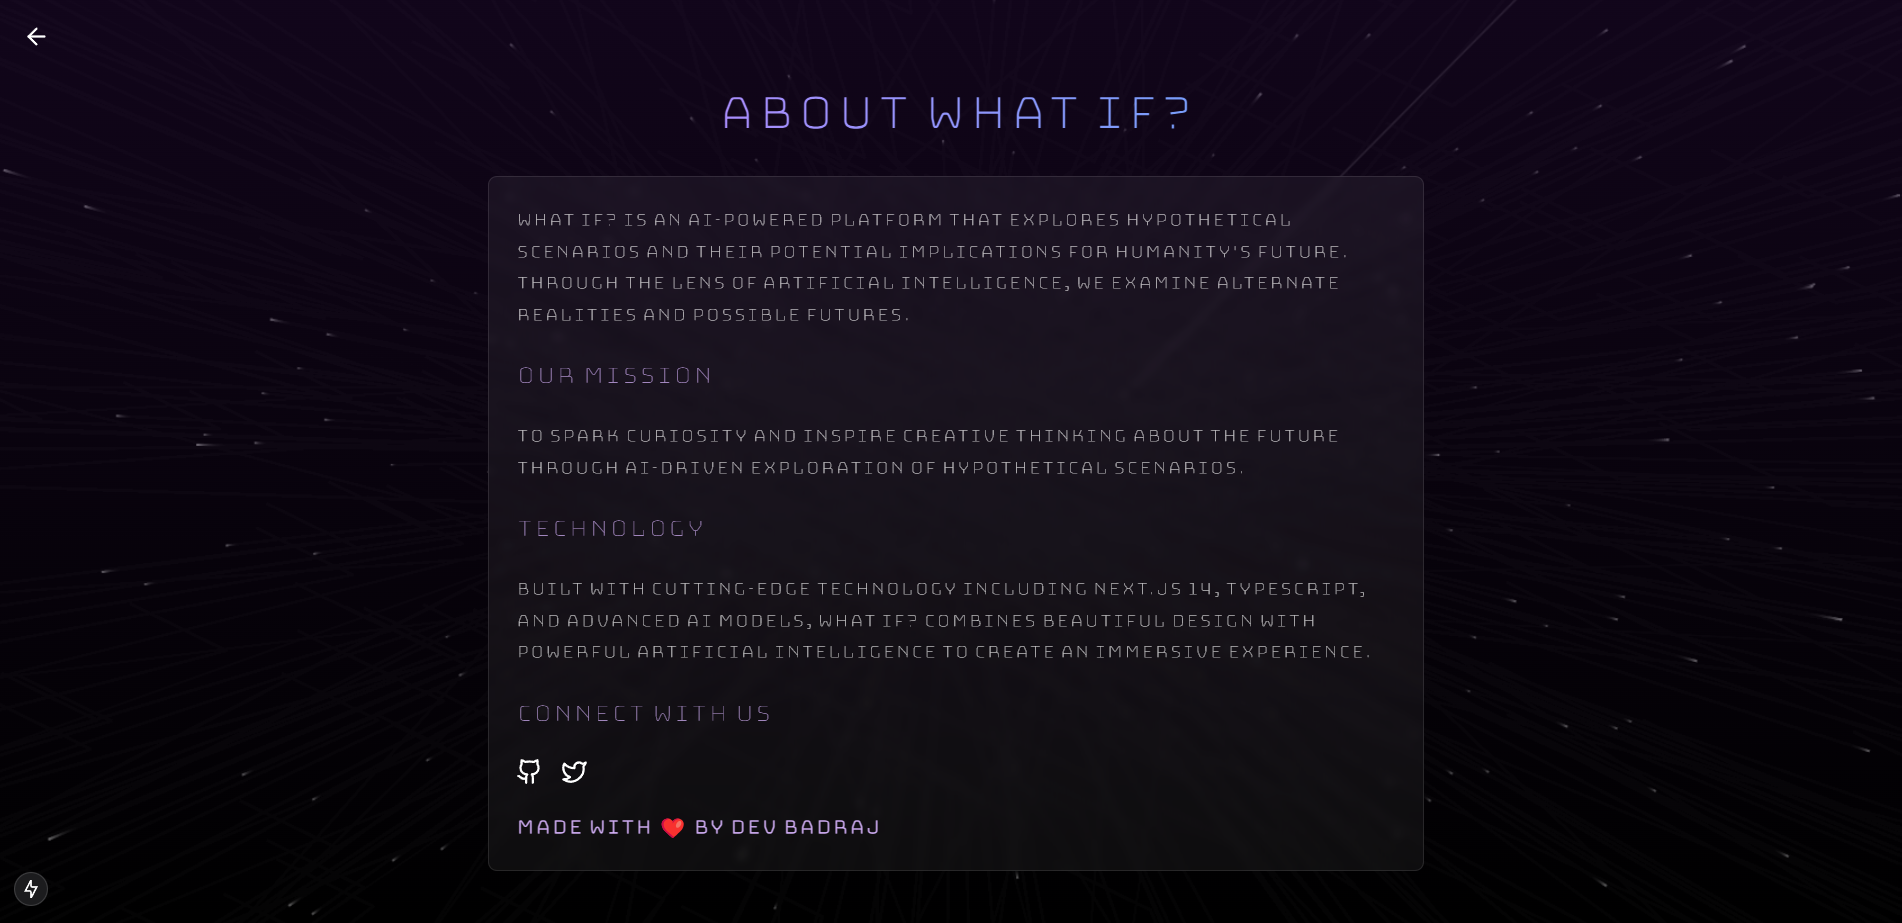 ABOUT WHAT IF?
WHAT IF? IS AN AI-POWERED PLATFORM THAT EXPLORES HYPOTHETICAL
SCENARIOS AND THEIR POTENTIAL IMPLICATIONS FOR HUMANITY'S FUTURE.
THROUGH THE LENS OF ARTIFICIAL INTELLIGENCE, WE EXAMINE ALTERNATE
REALITIES AND POSSIBLE FUTURES.
OUR MISSION
TO SPARK CURIOSITY AND INSPIRE CREATIVE THINKING ABOUT THE FUTURE
THROUGH AI-DRIVEN EXPLORATION OF HYPOTHETICAL SCENARIOS.
TECHNOLOGY
BUILT WITH CUTTING-EDGE TECHNOLOGY INCLUDING NEXT.JS 14, TYPESCRIPT,
AND ADVANCED AI MODELS, WHAT IF? COMBINES BEAUTIFUL DESIGN WITH
POWERFUL ARTIFICIAL INTELLIGENCE TO CREATE AN IMMERSIVE EXPERIENCE.
CONNECT WITH US
MADE WITH ❤️ BY DEV BADRAJ